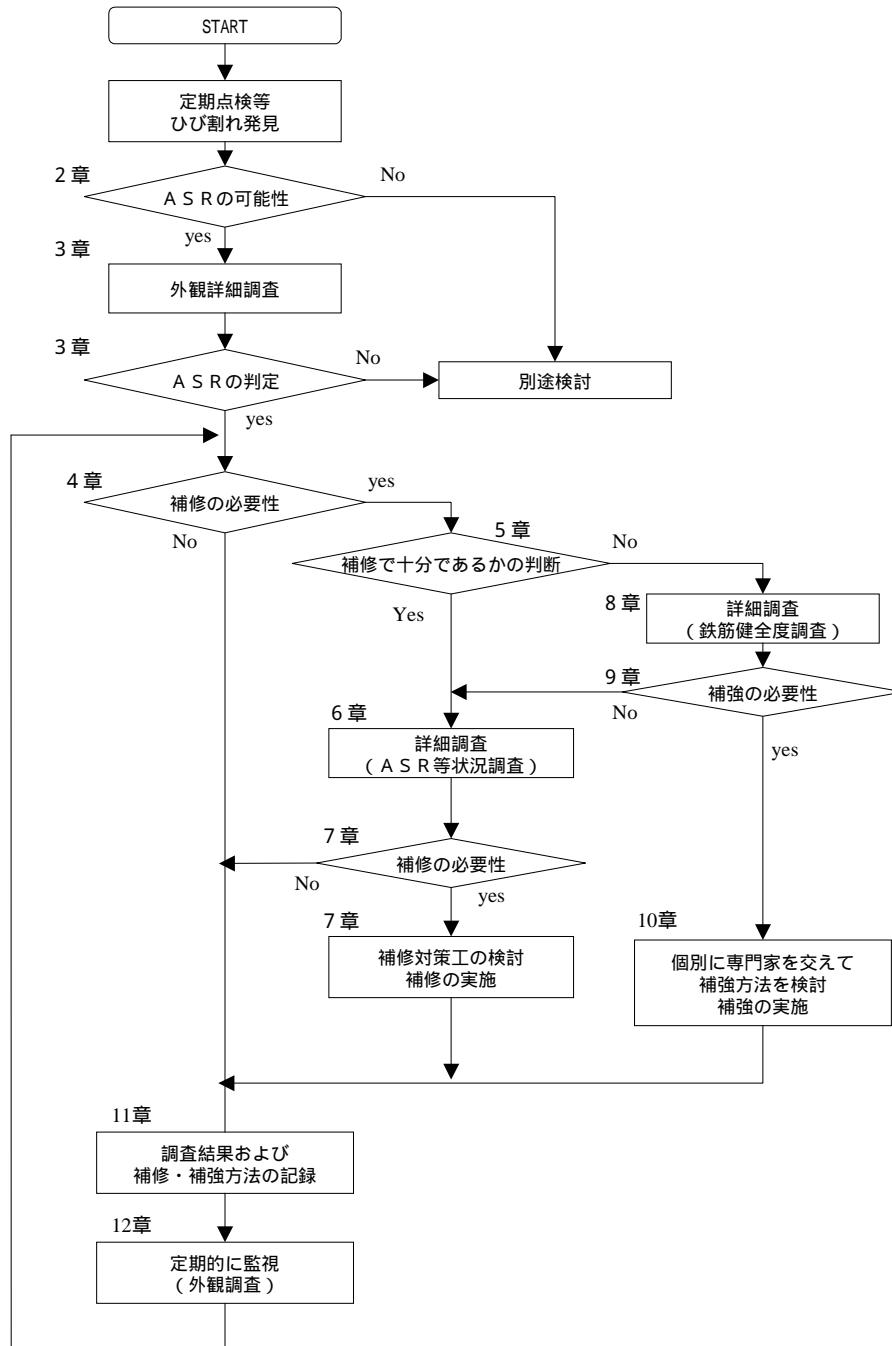 START
定期点検等
ひび割れ発見
2章
No
ASRの可能性
yes
3章
外観詳細調査
3章
No
ASRの判定
別途検討
yes
4章
yes
補修の必要性
No
5章
No
補修で十分であるかの判断
Yes
8章
詳細調査
(鉄筋健全度調査)
9章
補強の必要性
No
yes
6章
詳細調査
(ASR等状況調査)
7章
補修の必要性
No
yes
7章
補修対策工の検討
補修の実施
10章
個別に専門家を交えて
補強方法を検討
補強の実施
11章
調査結果および
補修・補強方法の記録
12章
定期的に監視
(外観調査)